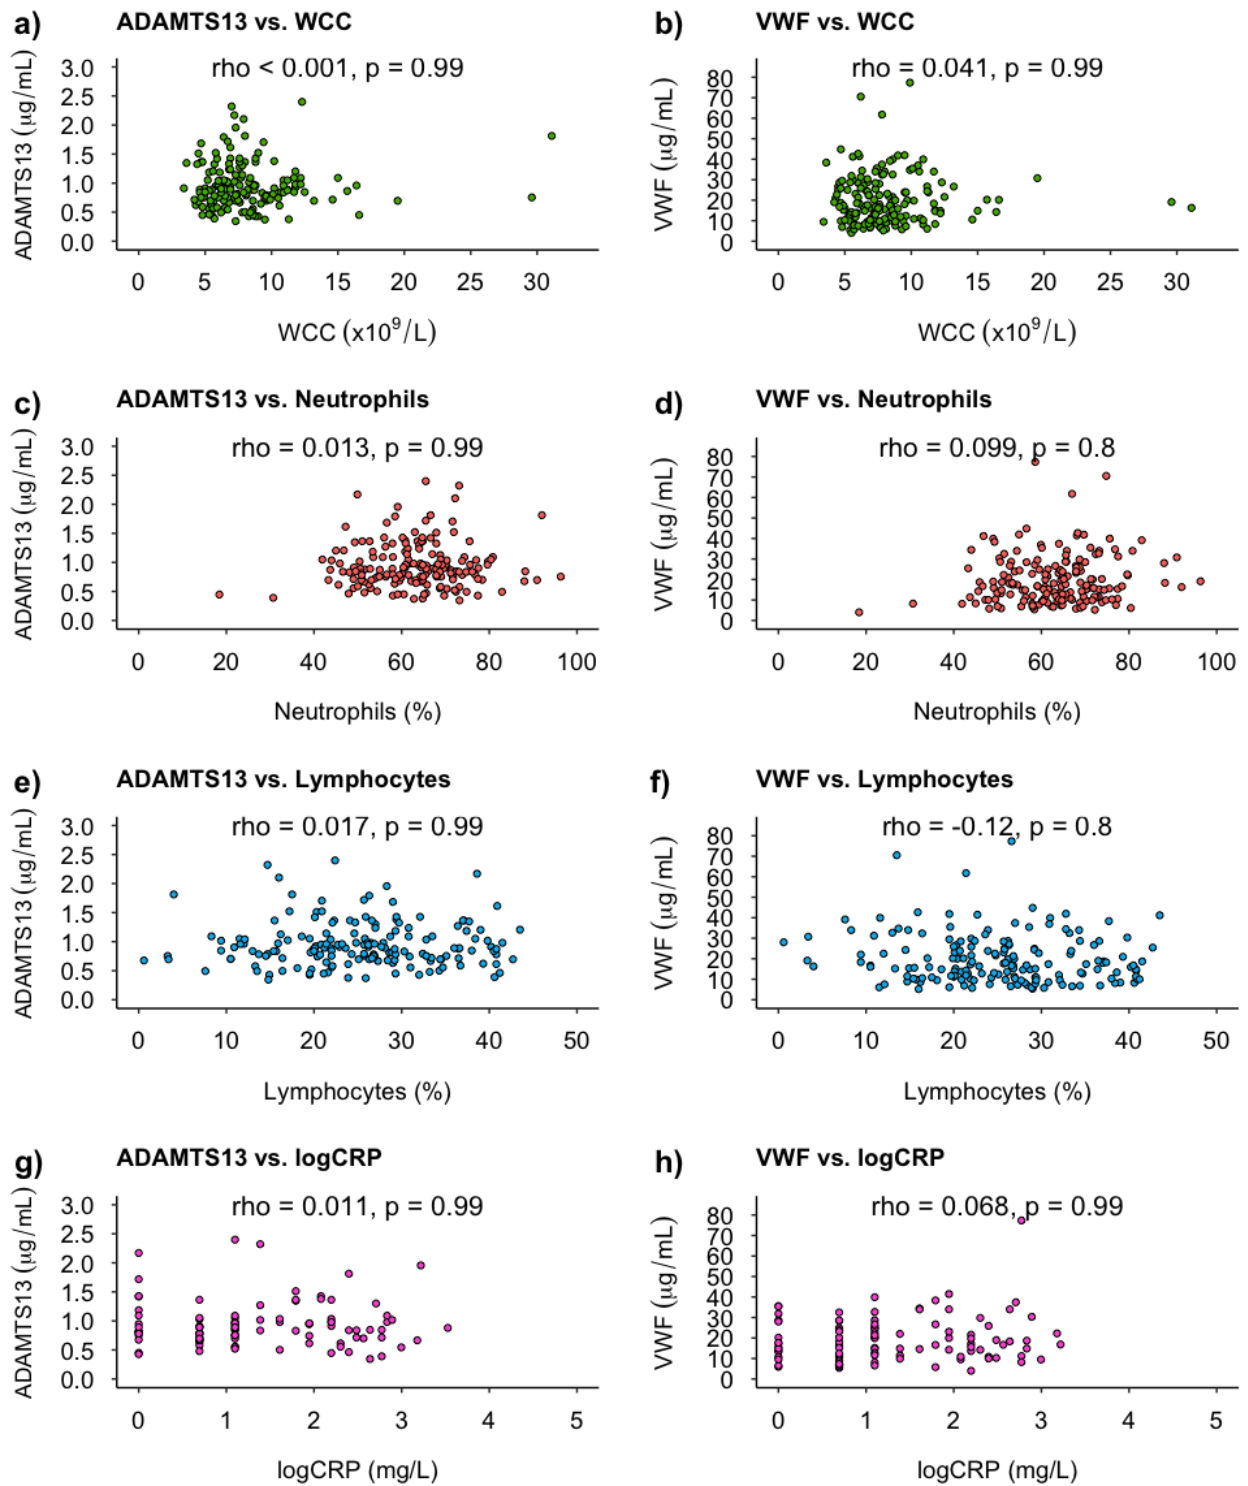 a) ADAMTS13 vs. WCC
rho < 0.001, p = 0.99
ADAMTS13 (μg/mL)
3.0
2.5
2.0
1.5
1.0
0.5
0.0
0 5 10 15 20 25 30
WCC (x10⁹/L)
b) VWF vs. WCC
rho = 0.041, p = 0.99
VWF (μg/mL)
80
70
60
50
40
30
20
10
0
0 5 10 15 20 25 30
WCC (x10⁹/L)
c) ADAMTS13 vs. Neutrophils
rho = 0.013, p = 0.99
ADAMTS13 (μg/mL)
3.0
2.5
2.0
1.5
1.0
0.5
0.0
0 20 40 60 80 100
Neutrophils (%)
d) VWF vs. Neutrophils
rho = 0.099, p = 0.8
VWF (μg/mL)
80
70
60
50
40
30
20
10
0
0 20 40 60 80 100
Neutrophils (%)
e) ADAMTS13 vs. Lymphocytes
rho = 0.017, p = 0.99
ADAMTS13 (μg/mL)
3.0
2.5
2.0
1.5
1.0
0.5
0.0
0 10 20 30 40 50
Lymphocytes (%)
f) VWF vs. Lymphocytes
rho = -0.12, p = 0.8
VWF (μg/mL)
80
70
60
50
40
30
20
10
0
0 10 20 30 40 50
Lymphocytes (%)
g) ADAMTS13 vs. logCRP
rho = 0.011, p = 0.99
ADAMTS13 (μg/mL)
3.0
2.5
2.0
1.5
1.0
0.5
0.0
0 1 2 3 4 5
logCRP (mg/L)
h) VWF vs. logCRP
rho = 0.068, p = 0.99
VWF (μg/mL)
80
70
60
50
40
30
20
10
0
0 1 2 3 4 5
logCRP (mg/L)